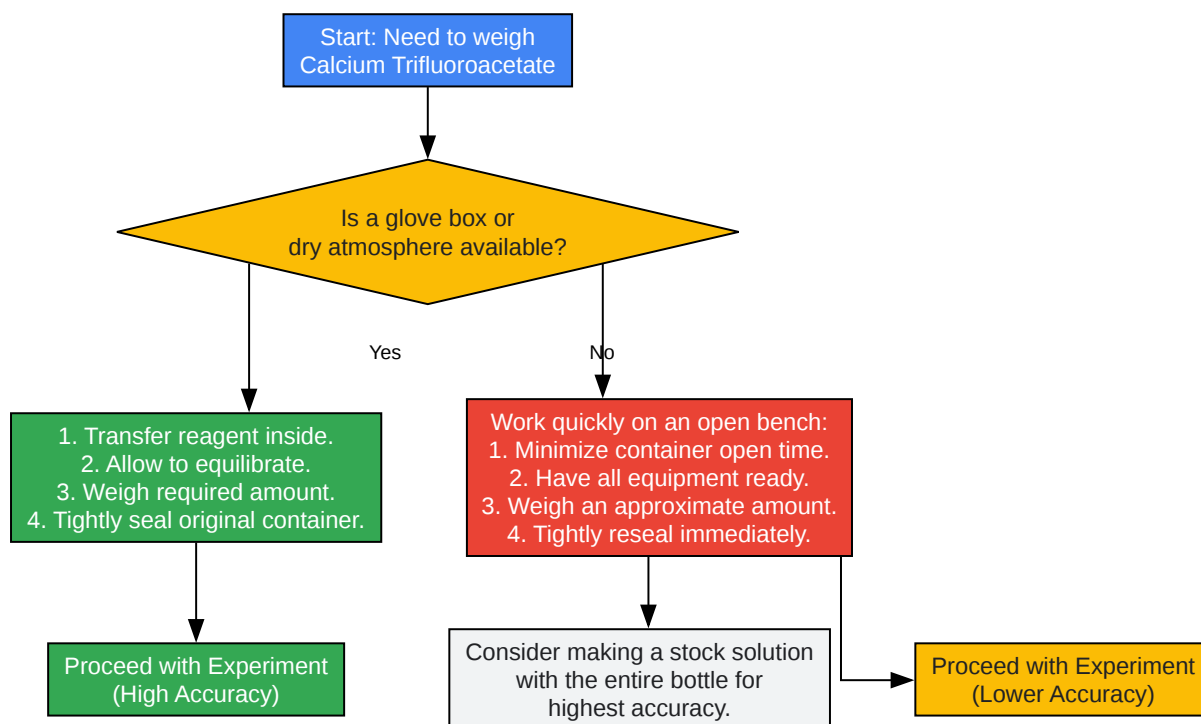 Start: Need to weigh
Calcium Trifluoroacetate
Is a glove box or
dry atmosphere available?
Yes
No
1. Transfer reagent inside.
2. Allow to equilibrate.
3. Weigh required amount.
4. Tightly seal original container.
Work quickly on an open bench:
1. Minimize container open time.
2. Have all equipment ready.
3. Weigh an approximate amount.
4. Tightly reseal immediately.
Proceed with Experiment
(High Accuracy)
Consider making a stock solution
with the entire bottle for
highest accuracy.
Proceed with Experiment
(Lower Accuracy)